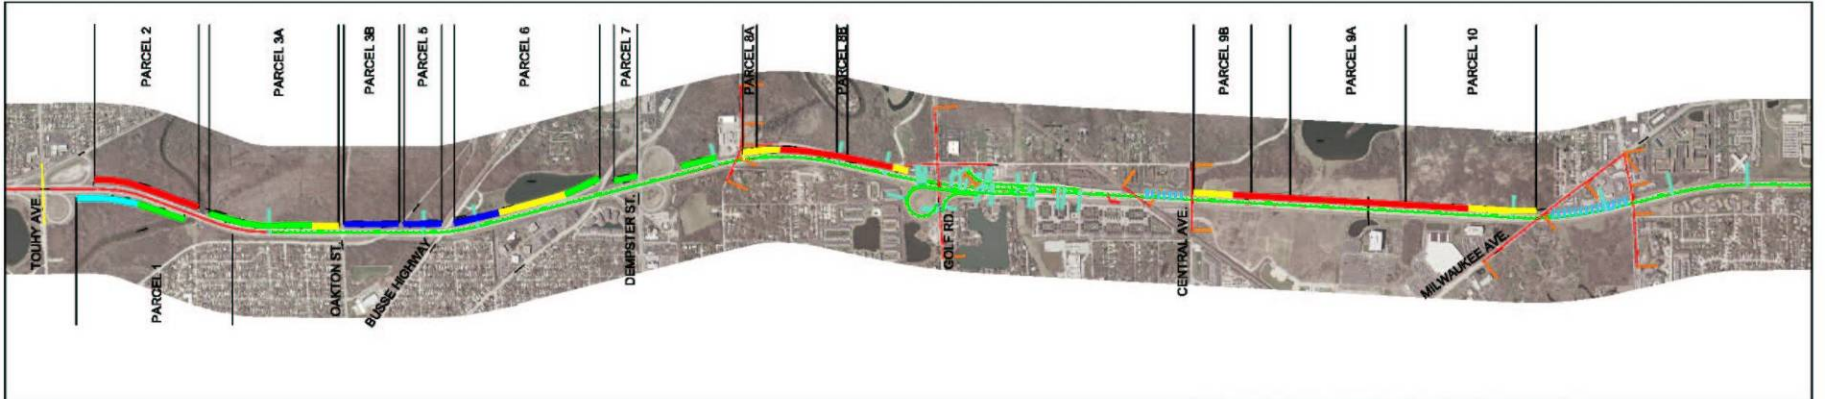 PARCEL 2
PARCEL 3A
PARCEL 3B
PARCEL 5
PARCEL 6
PARCEL 7
PARCEL 8A
PARCEL 8B
PARCEL 9B
PARCEL 9A
PARCEL 10
TOUHY AVE.
PARCEL 1
OAKTON ST.
BUSSE HIGHWAY
DEMPSTER ST.
GOLF RD.
CENTRAL AVE.
MILWAUKEE AVE.